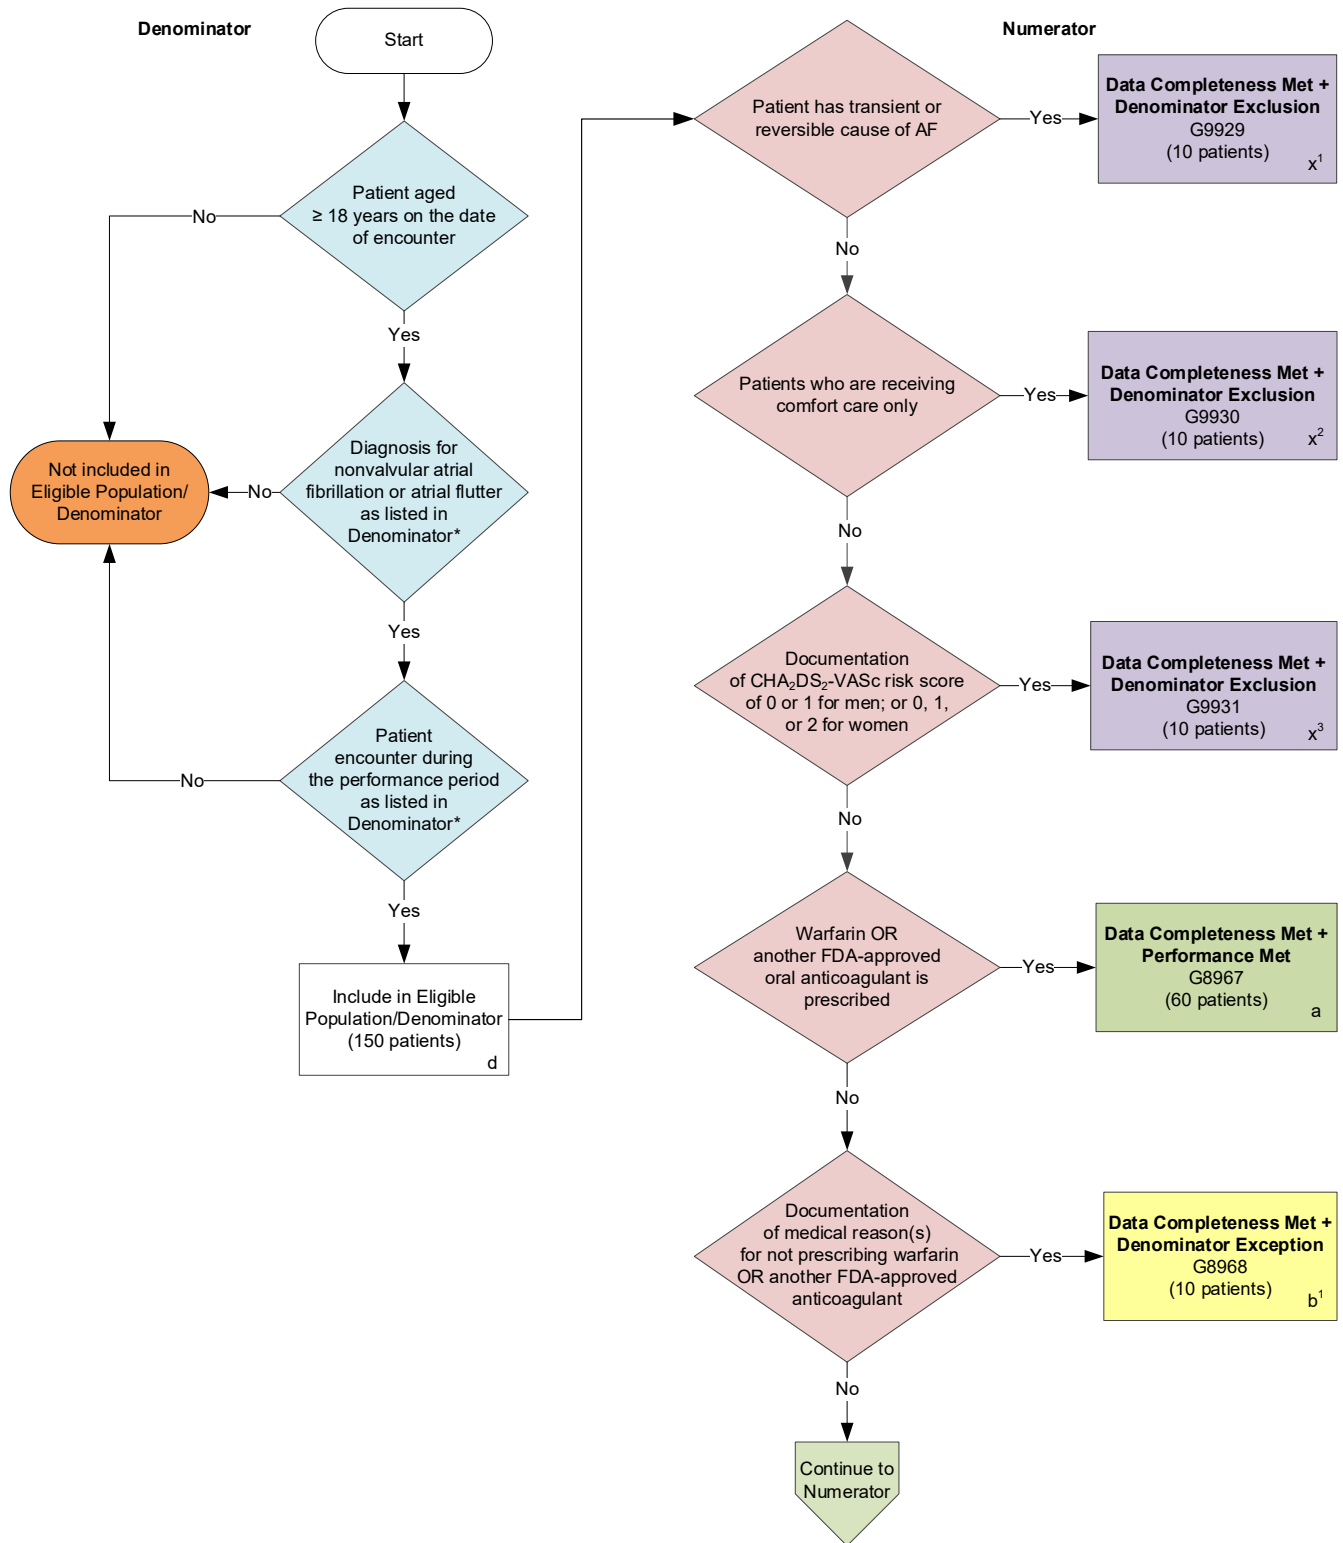 Denominator
Start
Patient aged
≥ 18 years on the date
of encounter
No
Yes
Diagnosis for
nonvalvular atrial
fibrillation or atrial flutter
as listed in
Denominator*
No
Not included in
Eligible Population/
Denominator
Yes
Patient
encounter during
the performance period
as listed in
Denominator*
No
Yes
Include in Eligible
Population/Denominator
(150 patients)
d
Numerator
Patient has transient or
reversible cause of AF
Yes
Data Completeness Met +
Denominator Exclusion
G9929
(10 patients)
x¹
No
Patients who are receiving
comfort care only
Yes
Data Completeness Met +
Denominator Exclusion
G9930
(10 patients)
x²
No
Documentation
of CHA₂DS₂-VASc risk score
of 0 or 1 for men; or 0, 1,
or 2 for women
Yes
Data Completeness Met +
Denominator Exclusion
G9931
(10 patients)
x³
No
Warfarin OR
another FDA-approved
oral anticoagulant is
prescribed
Yes
Data Completeness Met +
Performance Met
G8967
(60 patients)
a
No
Documentation
of medical reason(s)
for not prescribing warfarin
OR another FDA-approved
anticoagulant
Yes
Data Completeness Met +
Denominator Exception
G8968
(10 patients)
b¹
No
Continue to
Numerator